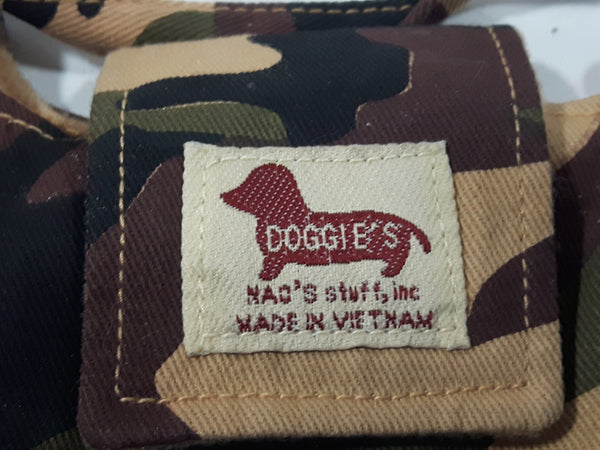 DOGGIE'S
NAO'S stuff, inc
MADE IN VIETNAM